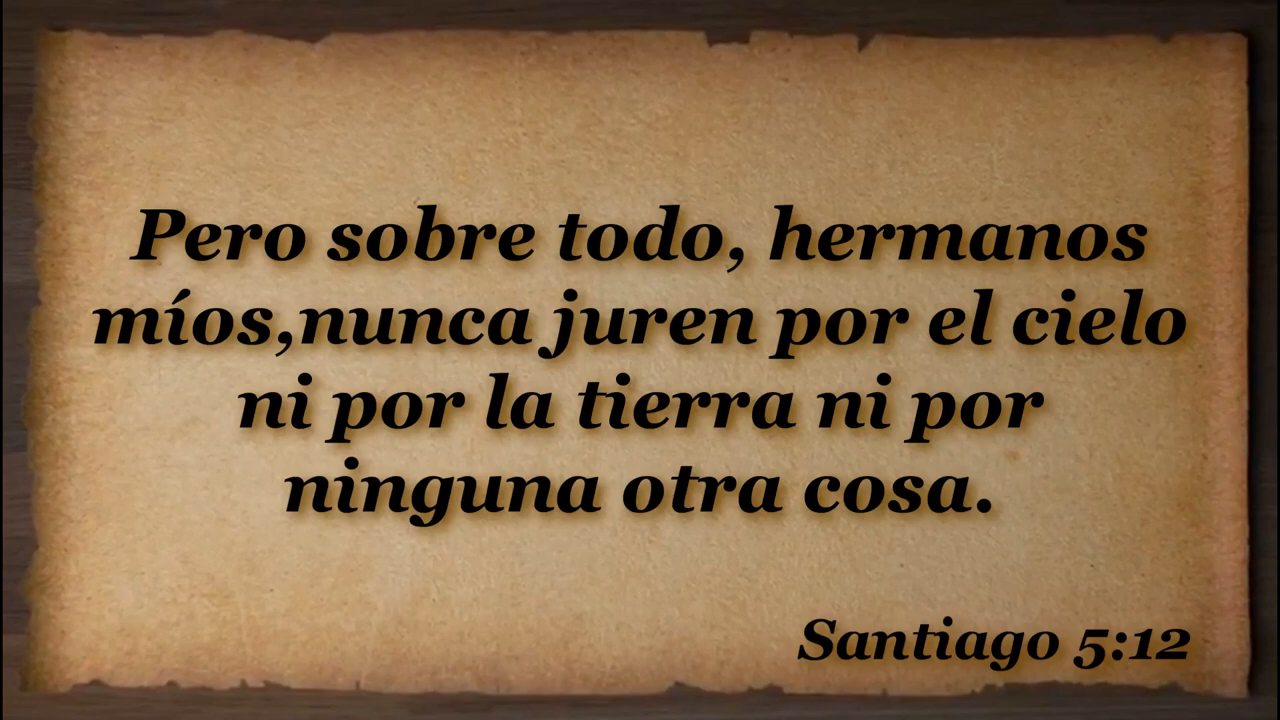 Pero sobre todo, hermanos
míos,nunca juren por el cielo
ni por la tierra ni por
ninguna otra cosa.
Santiago 5:12